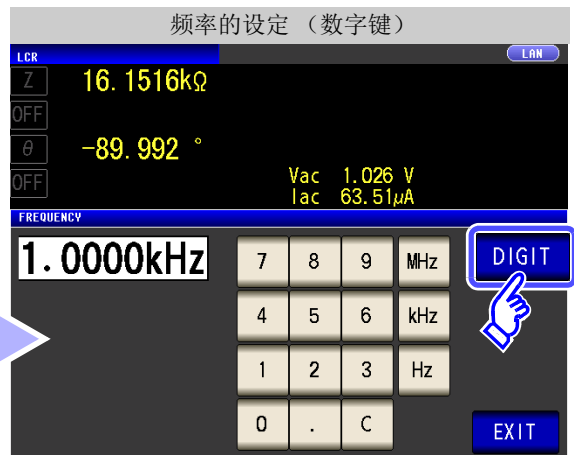 频率的设定 （数字键）
LCR LAN
Z 16.1516kΩ
OFF
θ -89.992 °
OFF Vac 1.026 V
Iac 63.51μA
FREQUENCY
1.0000kHz 7 8 9 MHz DIGIT
4 5 6 kHz
1 2 3 Hz
0 . C EXIT